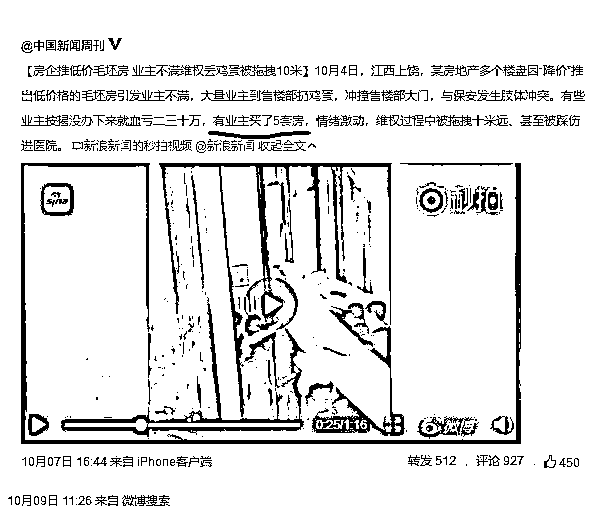 @中国新闻周刊 V
【房企推低价毛坯房 业主不满维权丢鸡蛋被拖拽10米】10月4日，江西上饶，某房地产多个楼盘因“降价”推
出低价格的毛坯房引发业主不满，大量业主到售楼部扔鸡蛋，冲撞售楼部大门，与保安发生肢体冲突。有些
业主按揭没办下来就血亏二三十万，有业主买了5套房，情绪激动，维权过程中被拖拽十米远、甚至被踩伤
进医院。 新浪新闻的秒拍视频 @新浪新闻 收起全文^
sina
秒拍
0:25/1:16
微博
10月07日 16:44 来自 iPhone客户端
转发 512 . 评论 927 . 450
10月09日 11:26 来自 微博搜索